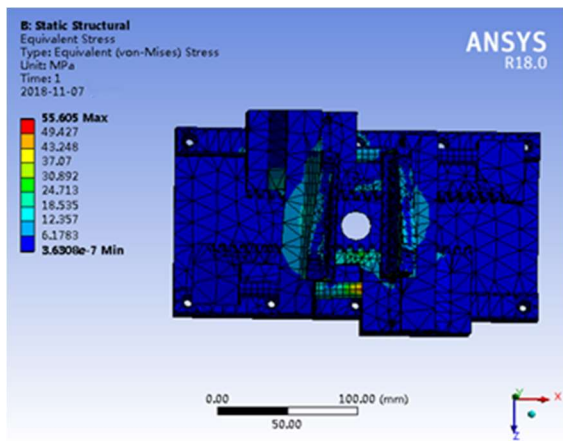 B: Static Structural
Equivalent Stress
Type: Equivalent (von-Mises) Stress
Unit: MPa
Time: 1
2018-11-07
ANSYS
R18.0
55.605 Max
49.427
43.248
37.07
30.892
24.713
18.535
12.357
6.1783
3.6308e-7 Min
0.00
100.00 (mm)
50.00
Y
X
Z